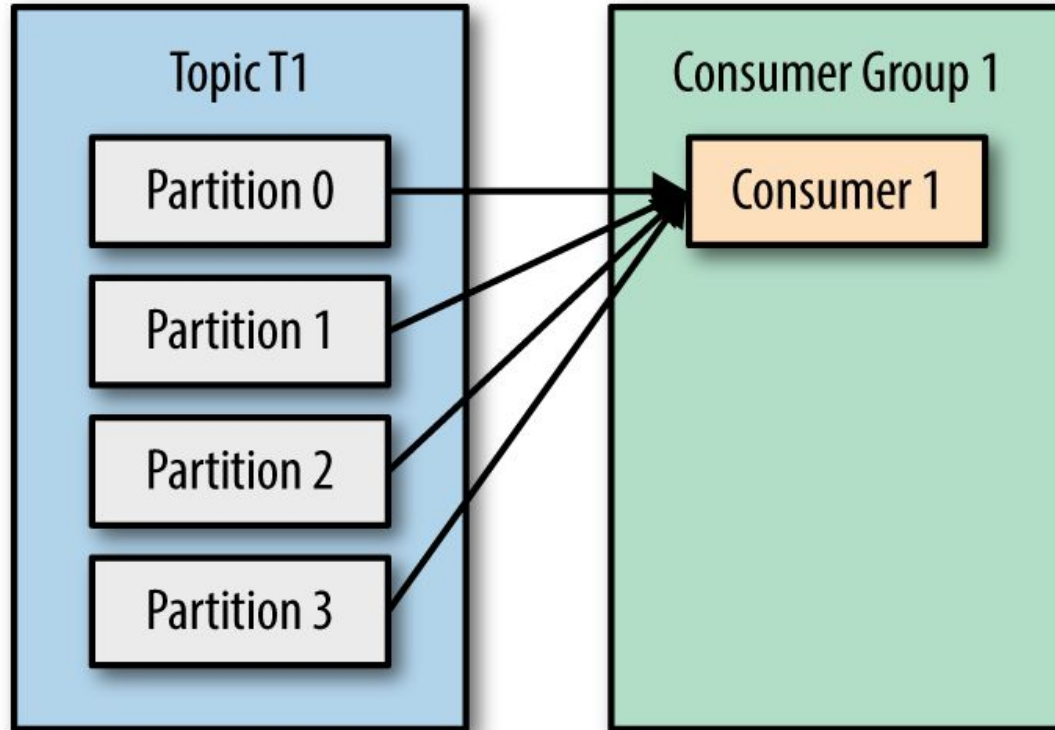 Topic T1
Partition 0
Partition 1
Partition 2
Partition 3
Consumer Group 1
Consumer 1